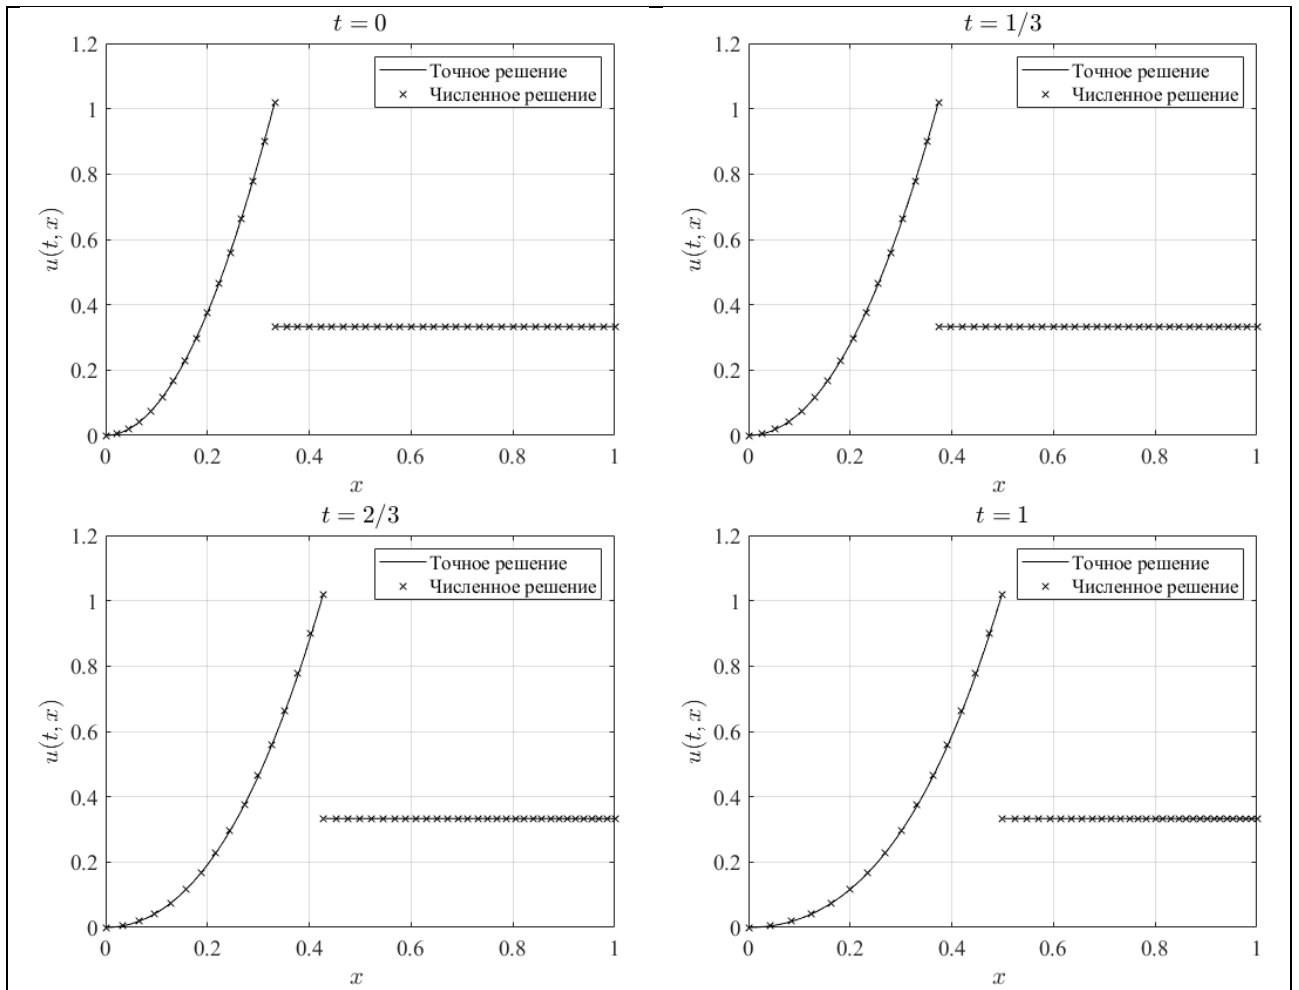 t = 0
1.2
1
0.8
0.6
0.4
0.2
0
u(t, x)
Точное решение
Численное решение
0 0.2 0.4 0.6 0.8 1
x
t = 1/3
1.2
1
0.8
0.6
0.4
0.2
0
u(t, x)
Точное решение
Численное решение
0 0.2 0.4 0.6 0.8 1
x
t = 2/3
1.2
1
0.8
0.6
0.4
0.2
0
u(t, x)
Точное решение
Численное решение
0 0.2 0.4 0.6 0.8 1
x
t = 1
1.2
1
0.8
0.6
0.4
0.2
0
u(t, x)
Точное решение
Численное решение
0 0.2 0.4 0.6 0.8 1
x